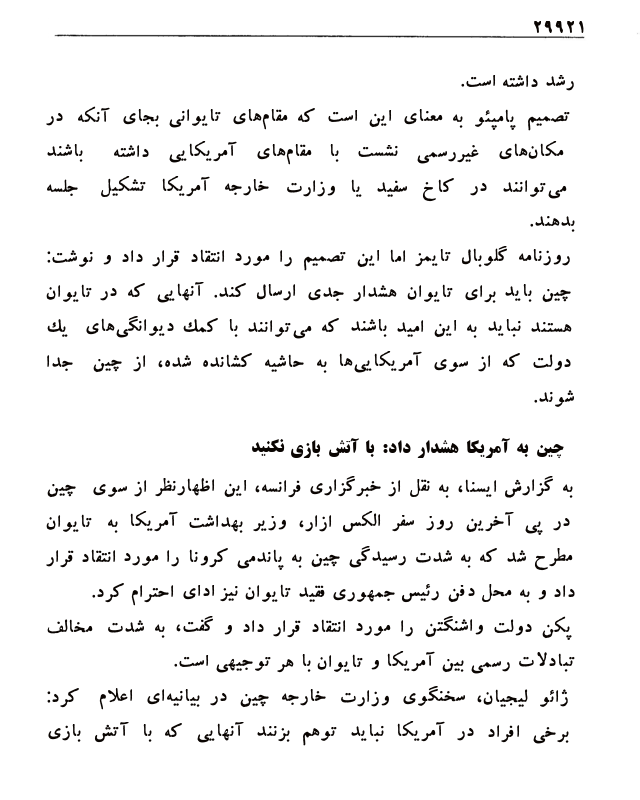 ۲۹۹۲۱
رشد داشته است.
تصمیم پامپئو به معنای این است که مقام‌های تایوانی بجای آنکه در
مکان‌های غیررسمی نشست با مقام‌های آمریکایی داشته باشند
می‌توانند در کاخ سفید یا وزارت خارجه آمریکا تشکیل جلسه
بدهند.
روزنامه گلوبال تایمز اما این تصمیم را مورد انتقاد قرار داد و نوشت:
چین باید برای تایوان هشدار جدی ارسال کند. آنهایی که در تایوان
هستند نباید به این امید باشند که می‌توانند با کمك دیوانگی‌های یك
دولت که از سوی آمریکایی‌ها به حاشیه کشانده شده، از چین جدا
شوند.
چین به آمریکا هشدار داد: با آتش بازی نکنید
به گزارش ایسنا، به نقل از خبرگزاری فرانسه، این اظهارنظر از سوی چین
در پی آخرین روز سفر الکس ازار، وزیر بهداشت آمریکا به تایوان
مطرح شد که به شدت رسیدگی چین به پاندمی کرونا را مورد انتقاد قرار
داد و به محل دفن رئیس جمهوری فقید تایوان نیز ادای احترام کرد.
پکن دولت واشنگتن را مورد انتقاد قرار داد و گفت، به شدت مخالف
تبادلات رسمی بین آمریکا و تایوان با هر توجیهی است.
ژائو لیجیان، سخنگوی وزارت خارجه چین در بیانیه‌ای اعلام کرد:
برخی افراد در آمریکا نباید توهم بزنند آنهایی که با آتش بازی